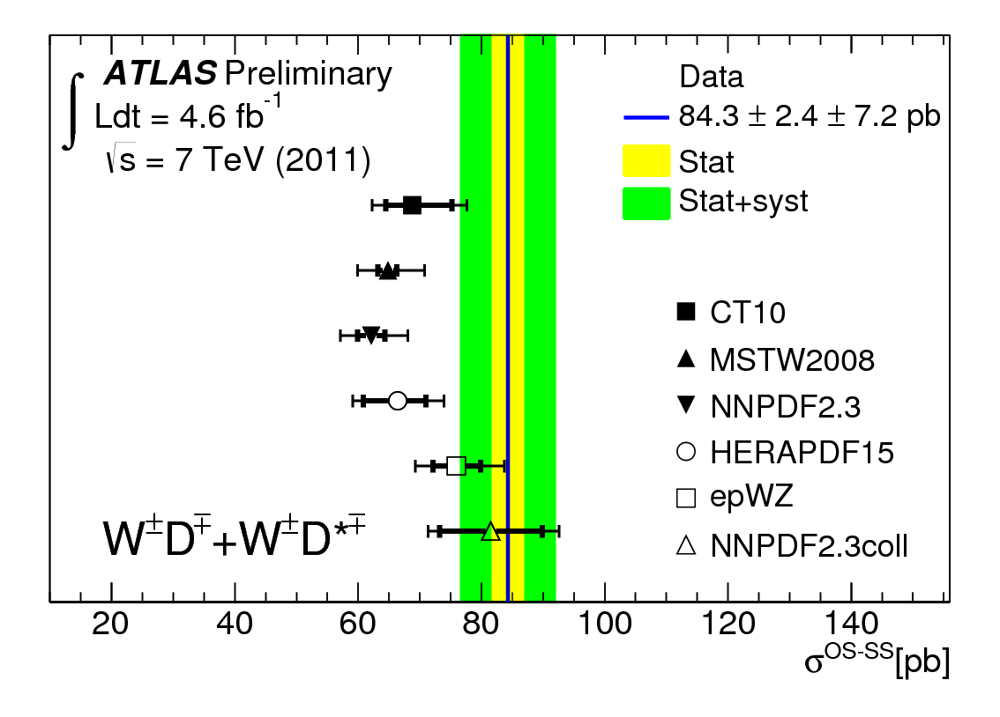 ATLAS Preliminary
∫ Ldt = 4.6 fb⁻¹
√s = 7 TeV (2011)
Data
84.3 ± 2.4 ± 7.2 pb
Stat
Stat+syst
CT10
MSTW2008
NNPDF2.3
HERAPDF15
epWZ
NNPDF2.3coll
W±D∓+W±D*∓
20 40 60 80 100 120 140
σ^OS-SS[pb]